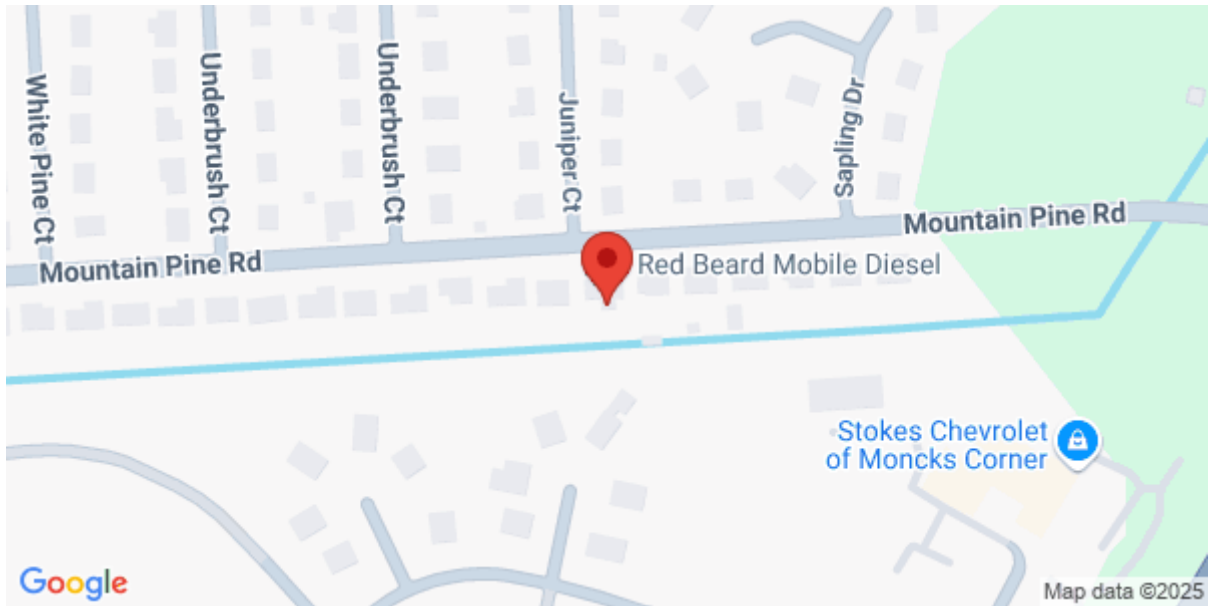 White Pine Ct
Underbrush Ct
Underbrush Ct
Juniper Ct
Sapling Dr
Mountain Pine Rd
Mountain Pine Rd
Red Beard Mobile Diesel
Stokes Chevrolet
of Moncks Corner
Google
Map data ©2025